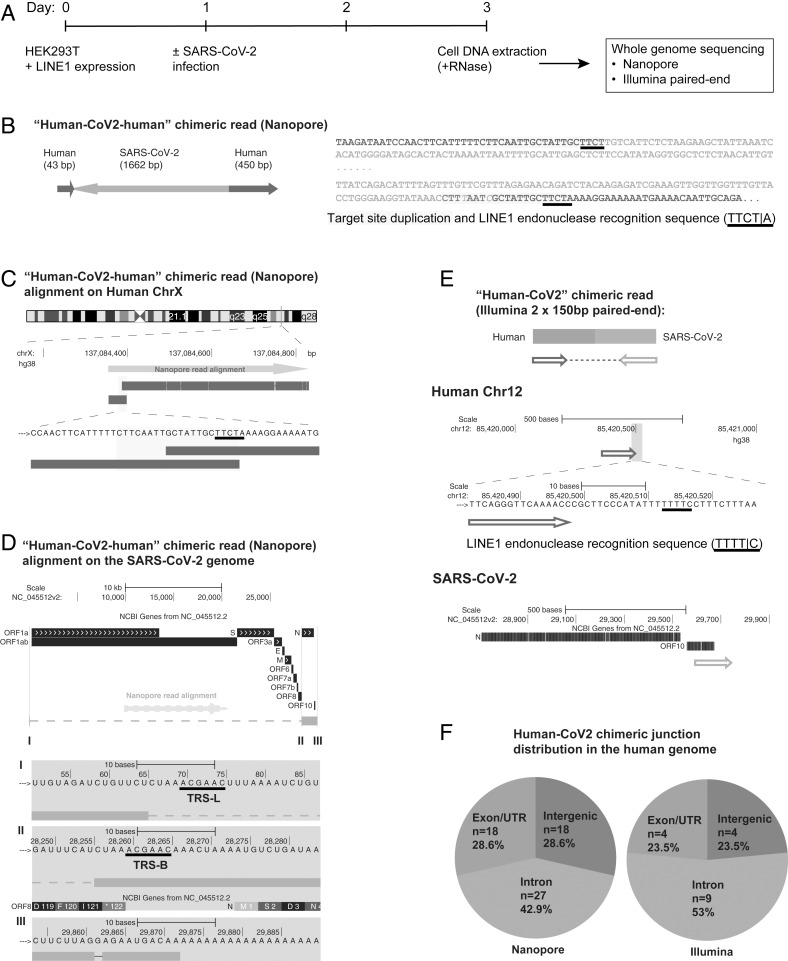 A
Day: 0 1 2 3
HEK293T
+ LINE1 expression
± SARS-CoV-2
infection
Cell DNA extraction
(+RNase)
Whole genome sequencing
• Nanopore
• Illumina paired-end
B
“Human-CoV2-human” chimeric read (Nanopore)
Human
(43 bp)
SARS-CoV-2
(1662 bp)
Human
(450 bp)
TAAGATAATCCAACTTCATTTTTCTTCAATTGCTATTGCTTCTTGTCATTCTCTAAGAAGCTATTAAATC
ACATGGGGATAGCACTACTAAAATTAATTTTGCATTGAGCTCTTCCATATAGGTGGCTCTCTAACATTGT
......
TTATCAGACATTTTAGTTTGTTCGTTTAGAGAACAGATCTACAAGAGATCGAAAGTTGGTTGGTTTGTTA
CCTGGGAAGGTATAAACCTTTAATCGCTATTGCTTCTAAAAGGAAAAATGAAAACAATTGCAGA...
Target site duplication and LINE1 endonuclease recognition sequence (TTCT|A)
C
“Human-CoV2-human” chimeric read (Nanopore)
alignment on Human ChrX
21.1 q23 q25 q28
chrX: 137,084,400 137,084,600 137,084,800 bp
hg38
Nanopore read alignment
--->CCAACTTCATTTTTCTTCAATTGCTATTGCTTCTAAAAGGAAAAATG
D
“Human-CoV2-human” chimeric read (Nanopore)
alignment on the SARS-CoV-2 genome
Scale 10 kb
NC_045512v2: 10,000 15,000 20,000 25,000
NCBI Genes from NC_045512.2
ORF1a S N
ORF1ab ORF3a
E
M
ORF6
ORF7a
ORF7b
ORF8
ORF10
Nanopore read alignment
I II III
I
10 bases
55 60 65 70 75 80 85
---> UUGUAGAUCUGUUCUCUAAACGAACUUUAAAAUCUGU
TRS-L
II
10 bases
28,250 28,255 28,260 28,265 28,270 28,275 28,280
---> GAUUUCAUCUAAACGAACAAACUAAAAUGUCUGAUAA
TRS-B
NCBI Genes from NC_045512.2
ORF8 D 119 F 120 I 121 * 122 N M 1 S 2 D 3 N 4
III
10 bases
29,860 29,865 29,870 29,875 29,880 29,885
---> CUUCUUAGGAGAAUGACAAAAAAAAAAAAAAAAAAAA
E
“Human-CoV2” chimeric read
(Illumina 2 x 150bp paired-end):
Human SARS-CoV-2
Human Chr12
Scale 500 bases
chr12: 85,420,000 85,420,500 85,421,000
hg38
Scale 10 bases
chr12: 85,420,490 85,420,500 85,420,510 85,420,520
--->TTCAGGGTTCAAAACCCGCTTCCCATATTTTTTTCCTTTCTTTAA
LINE1 endonuclease recognition sequence (TTTT|C)
SARS-CoV-2
Scale 500 bases
NC_045512v2: 28,900 29,100 29,300 29,500 29,700 29,900
NCBI Genes from NC_045512.2
N
ORF10
F
Human-CoV2 chimeric junction
distribution in the human genome
Exon/UTR
n=18
28.6%
Intergenic
n=18
28.6%
Intron
n=27
42.9%
Nanopore
Exon/UTR
n=4
23.5%
Intergenic
n=4
23.5%
Intron
n=9
53%
Illumina